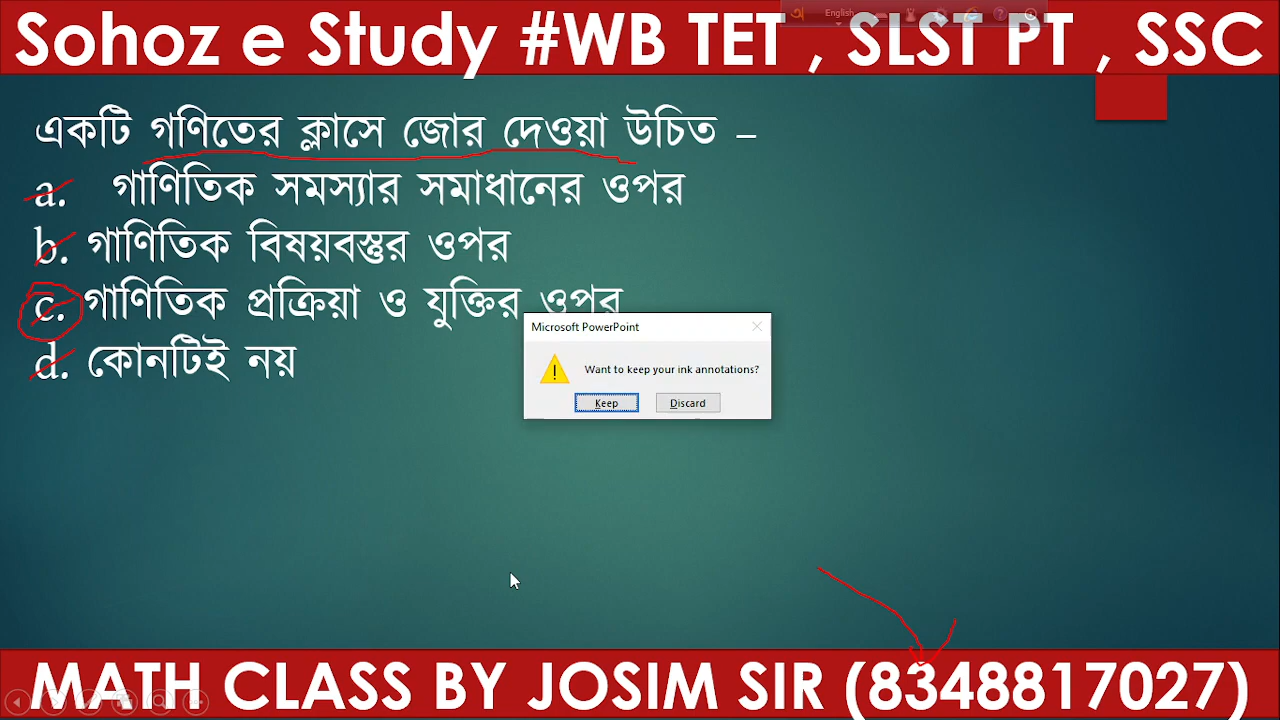 Sohoz e Study #WB TET , SLST PT , SSC
English
একটি গণিতের ক্লাসে জোর দেওয়া উচিত –
a. গাণিতিক সমস্যার সমাধানের ওপর
b. গাণিতিক বিষয়বস্তুর ওপর
c. গাণিতিক প্রক্রিয়া ও যুক্তির ওপর
d. কোনটিই নয়
Microsoft PowerPoint
Want to keep your ink annotations?
Keep Discard
MATH CLASS BY JOSIM SIR (8348817027)